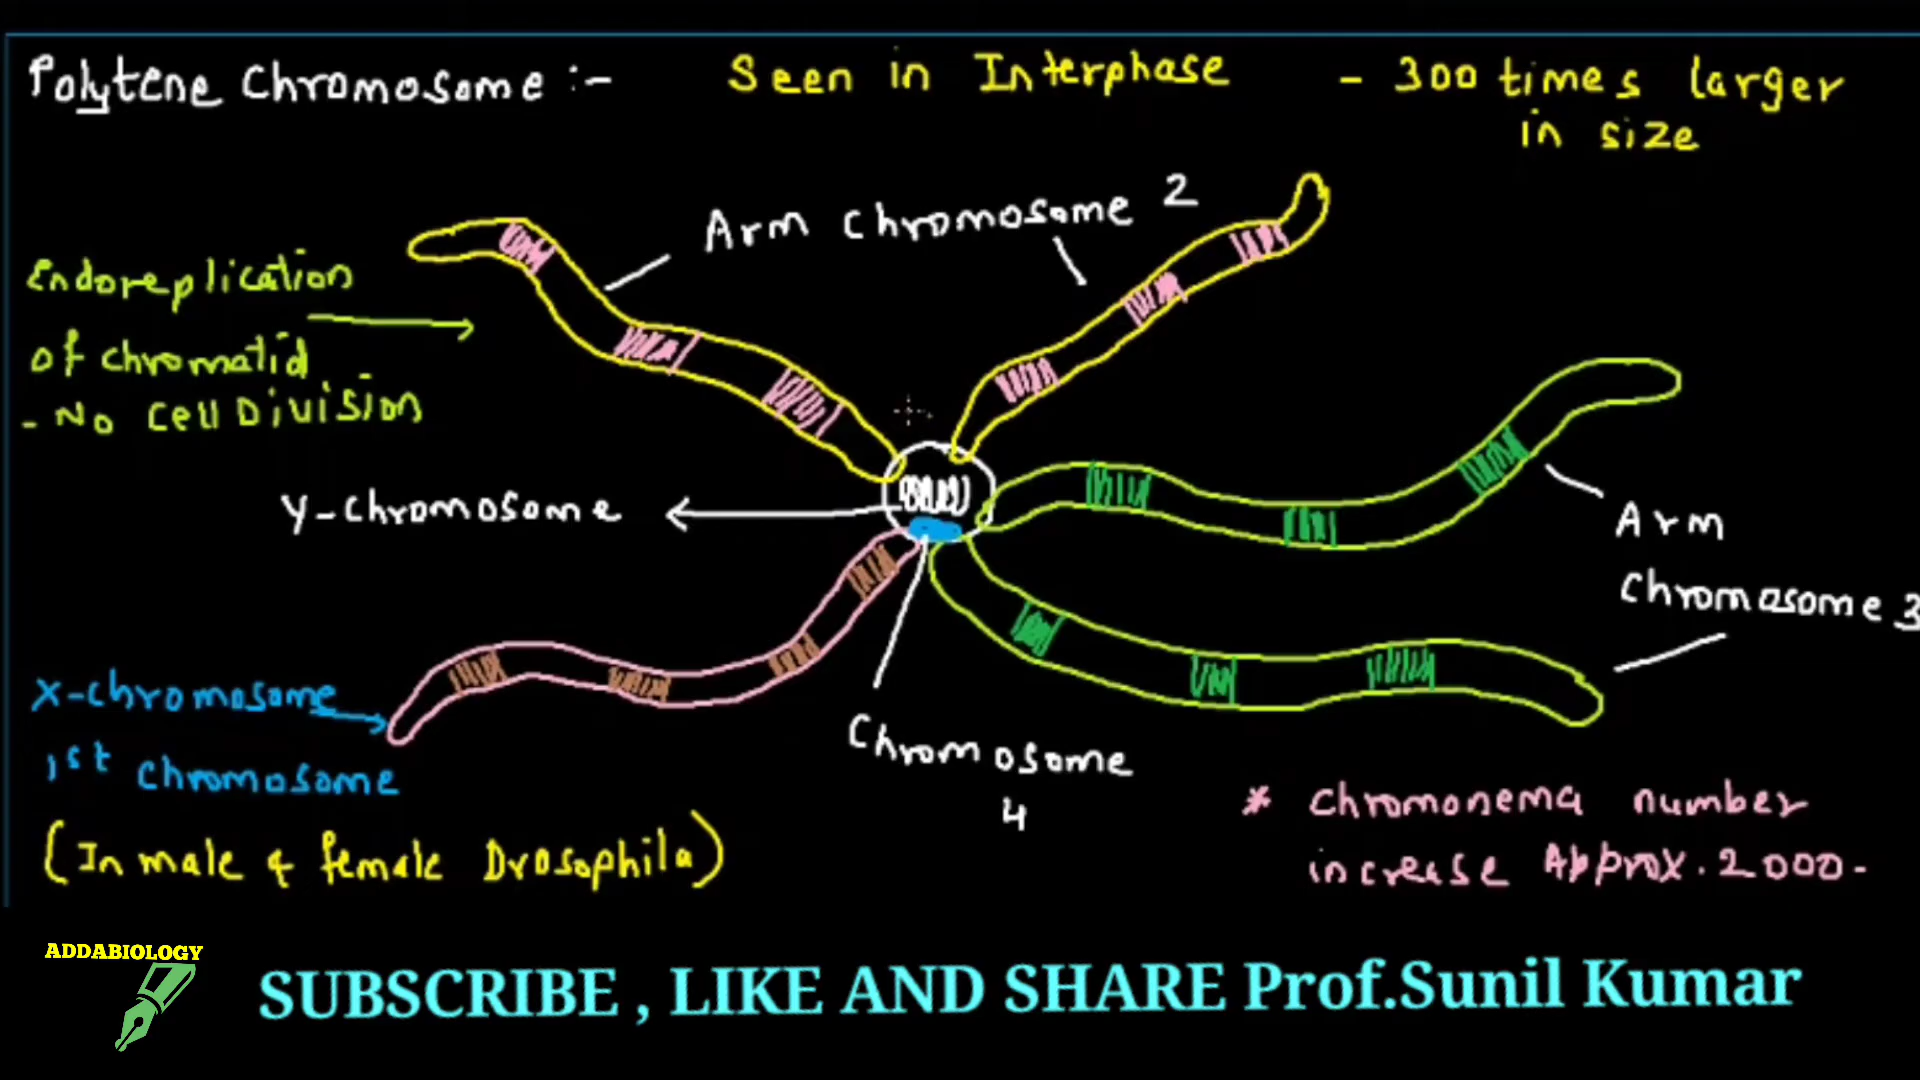 Polytene Chromosome :- Seen in Interphase - 300 times larger
in size
Arm Chromosome 2
Endoreplication
of chromatid
- No cell Division
Y-chromosome
Arm
Chromosome 3
X-chromosome
1st chromosome
Chromosome
4
(In male & female Drosophila)
* chromonema number
increase Approx. 2000-
ADDABIOLOGY
SUBSCRIBE , LIKE AND SHARE Prof.Sunil Kumar